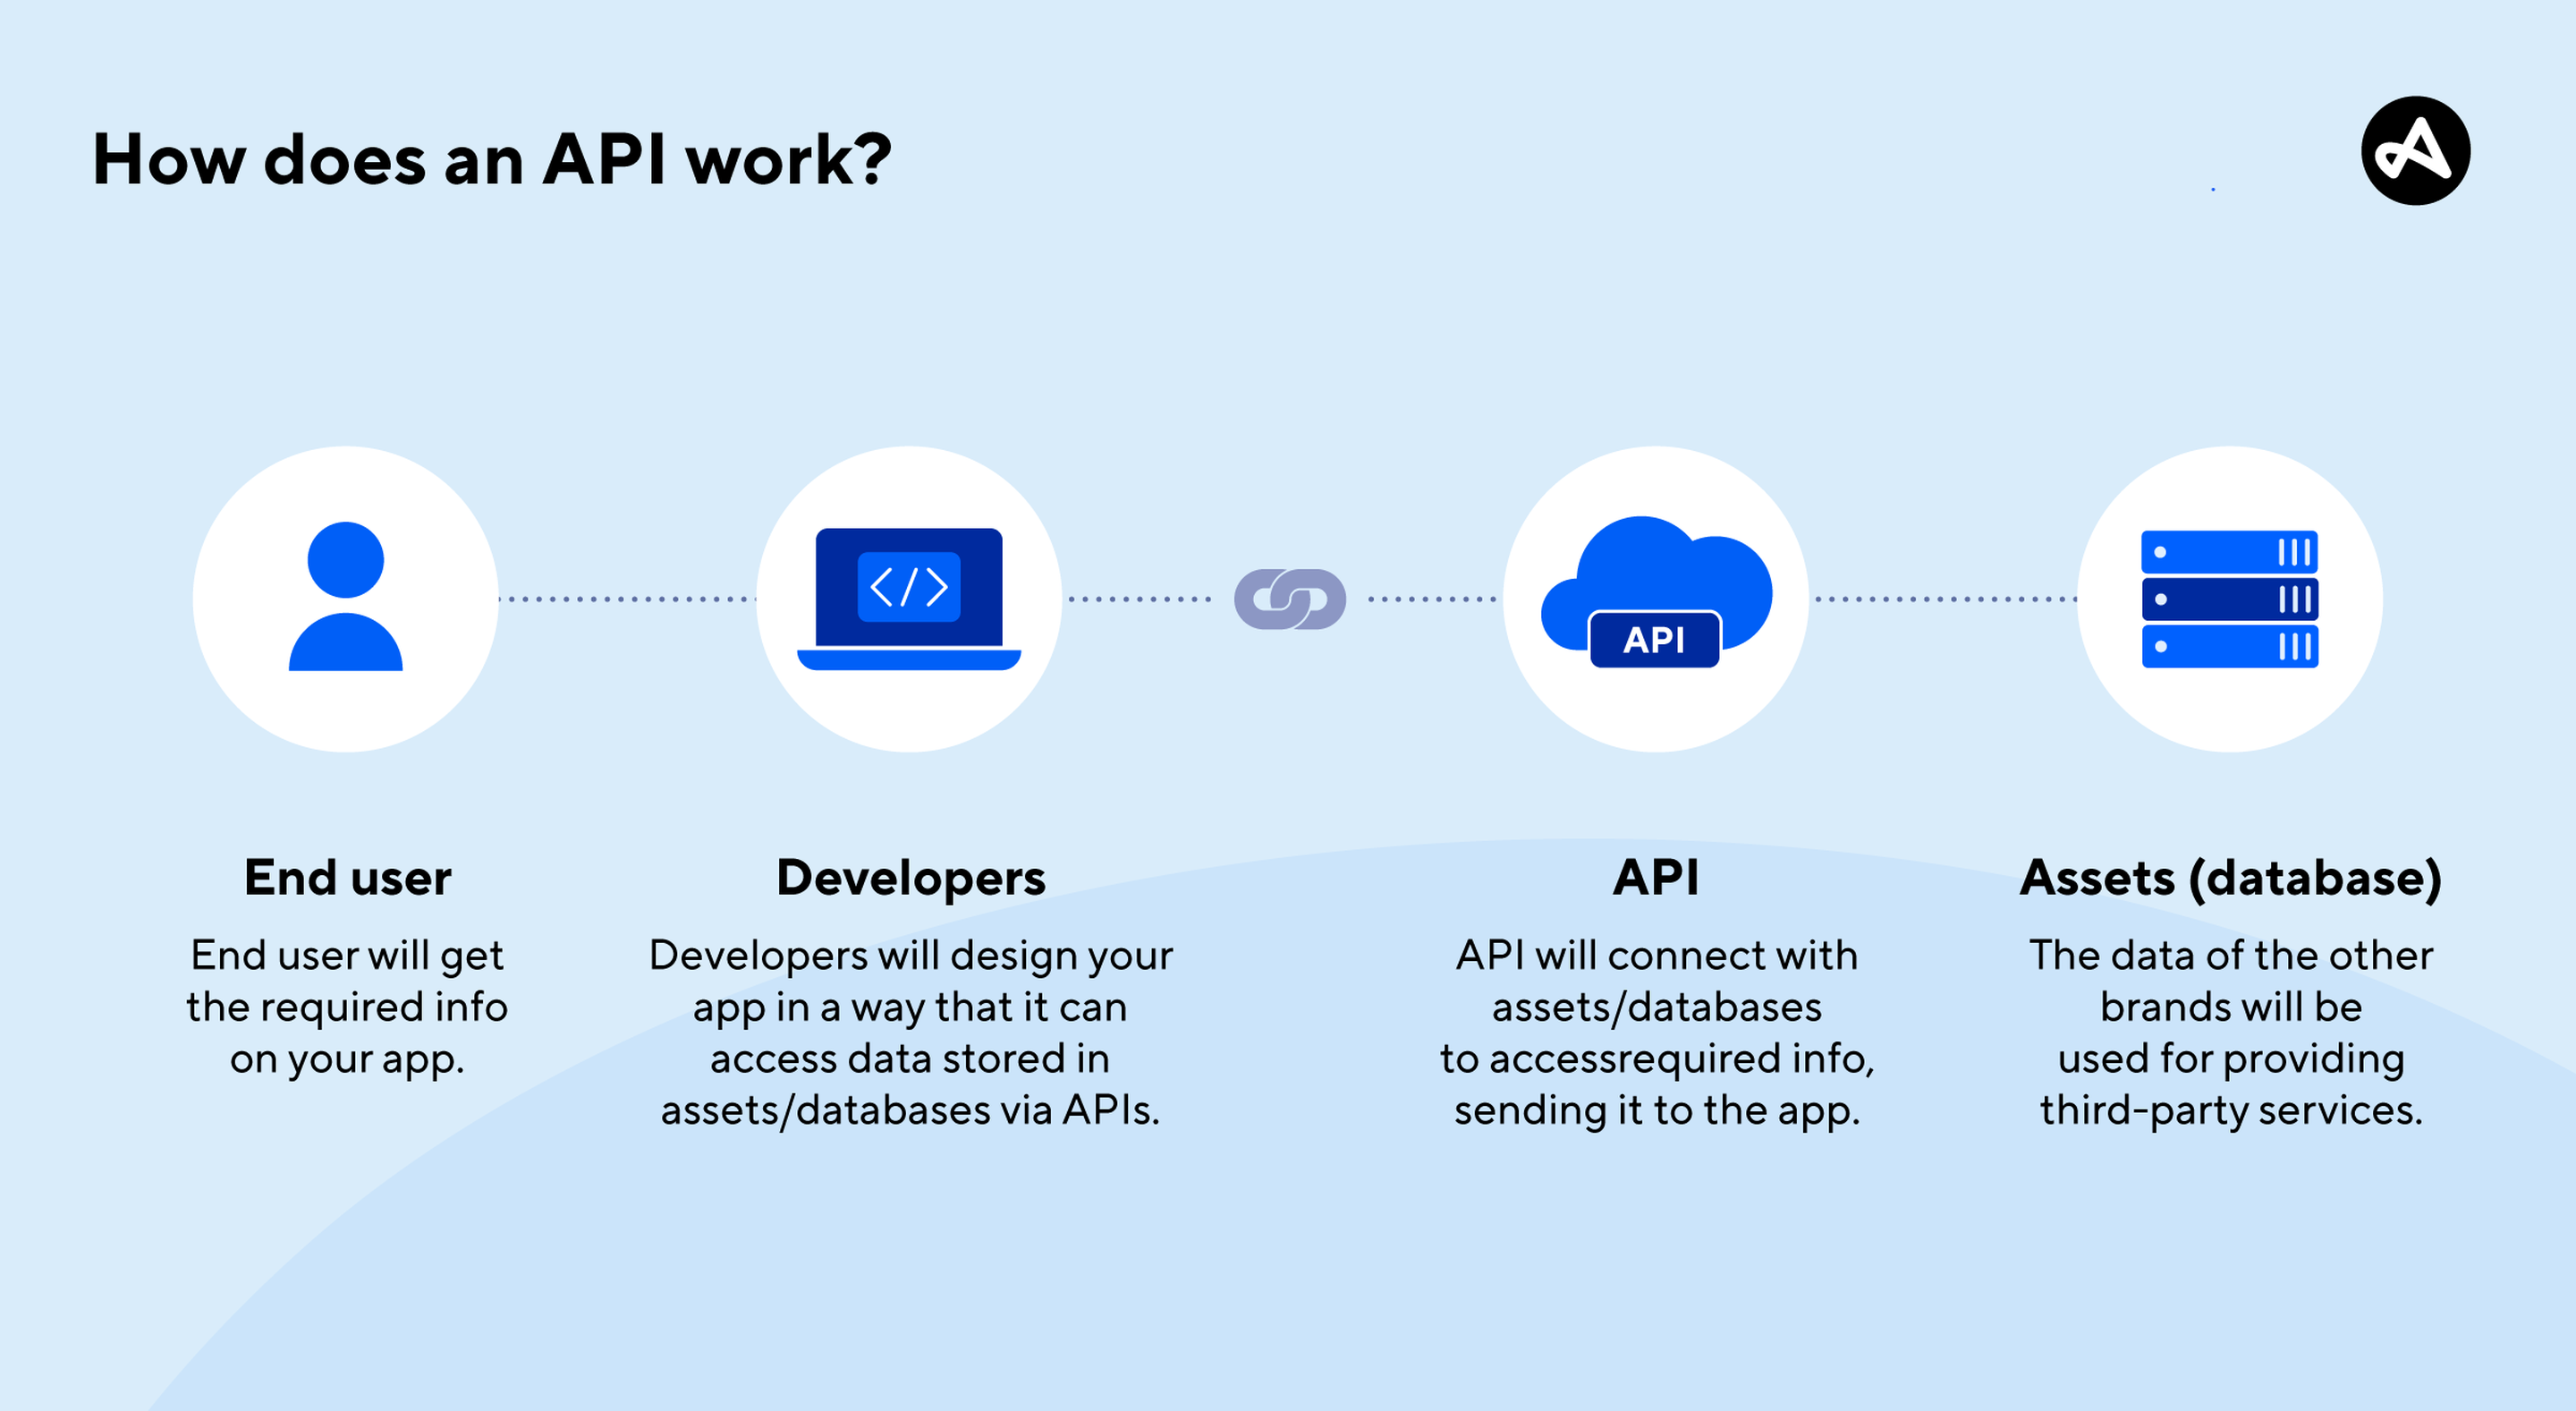 How does an API work?
</>
API
End user
End user will get
the required info
on your app.
Developers
Developers will design your
app in a way that it can
access data stored in
assets/databases via APIs.
API
API will connect with
assets/databases
to accessrequired info,
sending it to the app.
Assets (database)
The data of the other
brands will be
used for providing
third-party services.